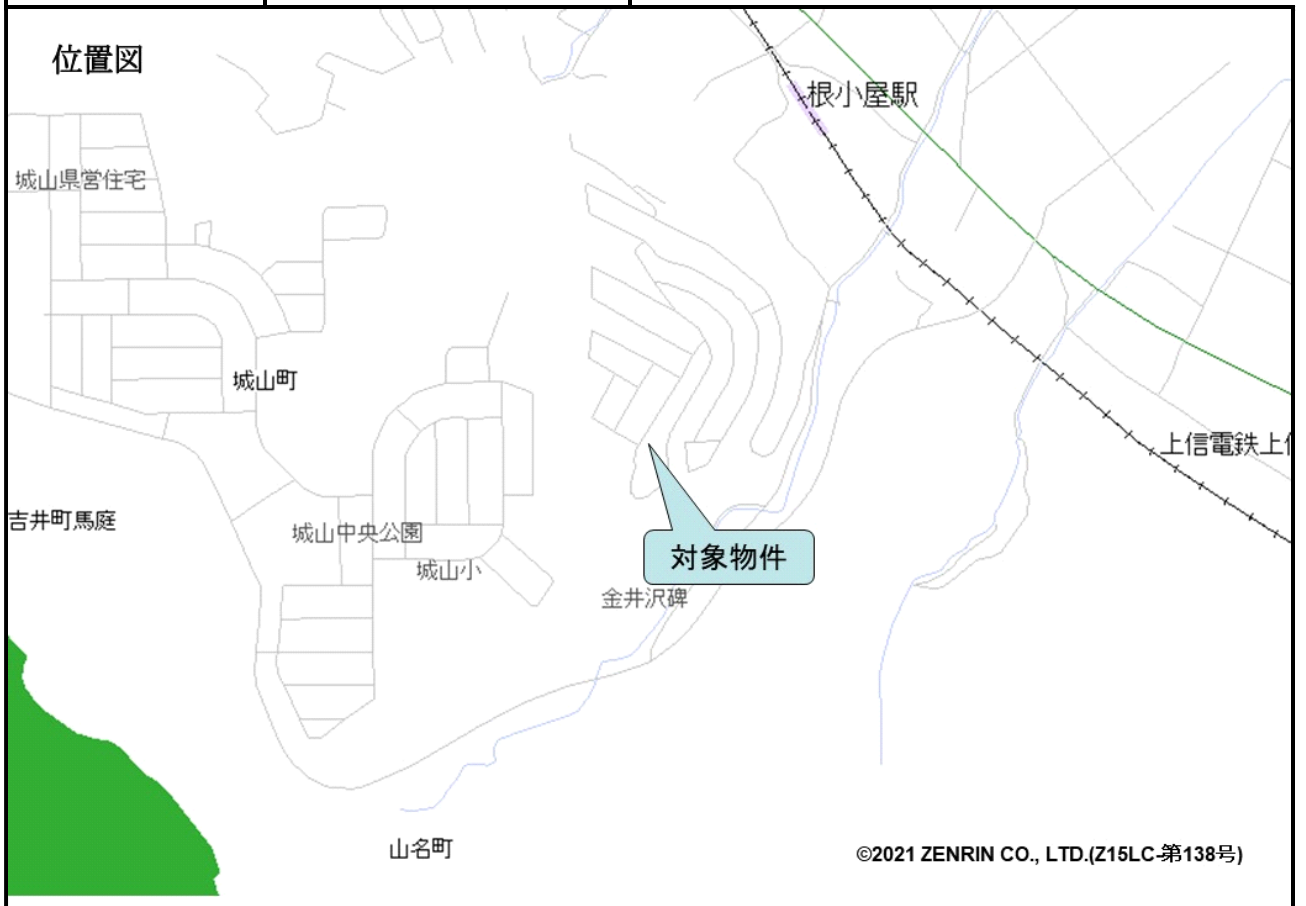 位置図
根小屋駅
城山県営住宅
城山町
上信電鉄上
吉井町馬庭
城山中央公園
対象物件
城山小
金井沢碑
山名町
©2021 ZENRIN CO., LTD.(Z15LC-第138号)